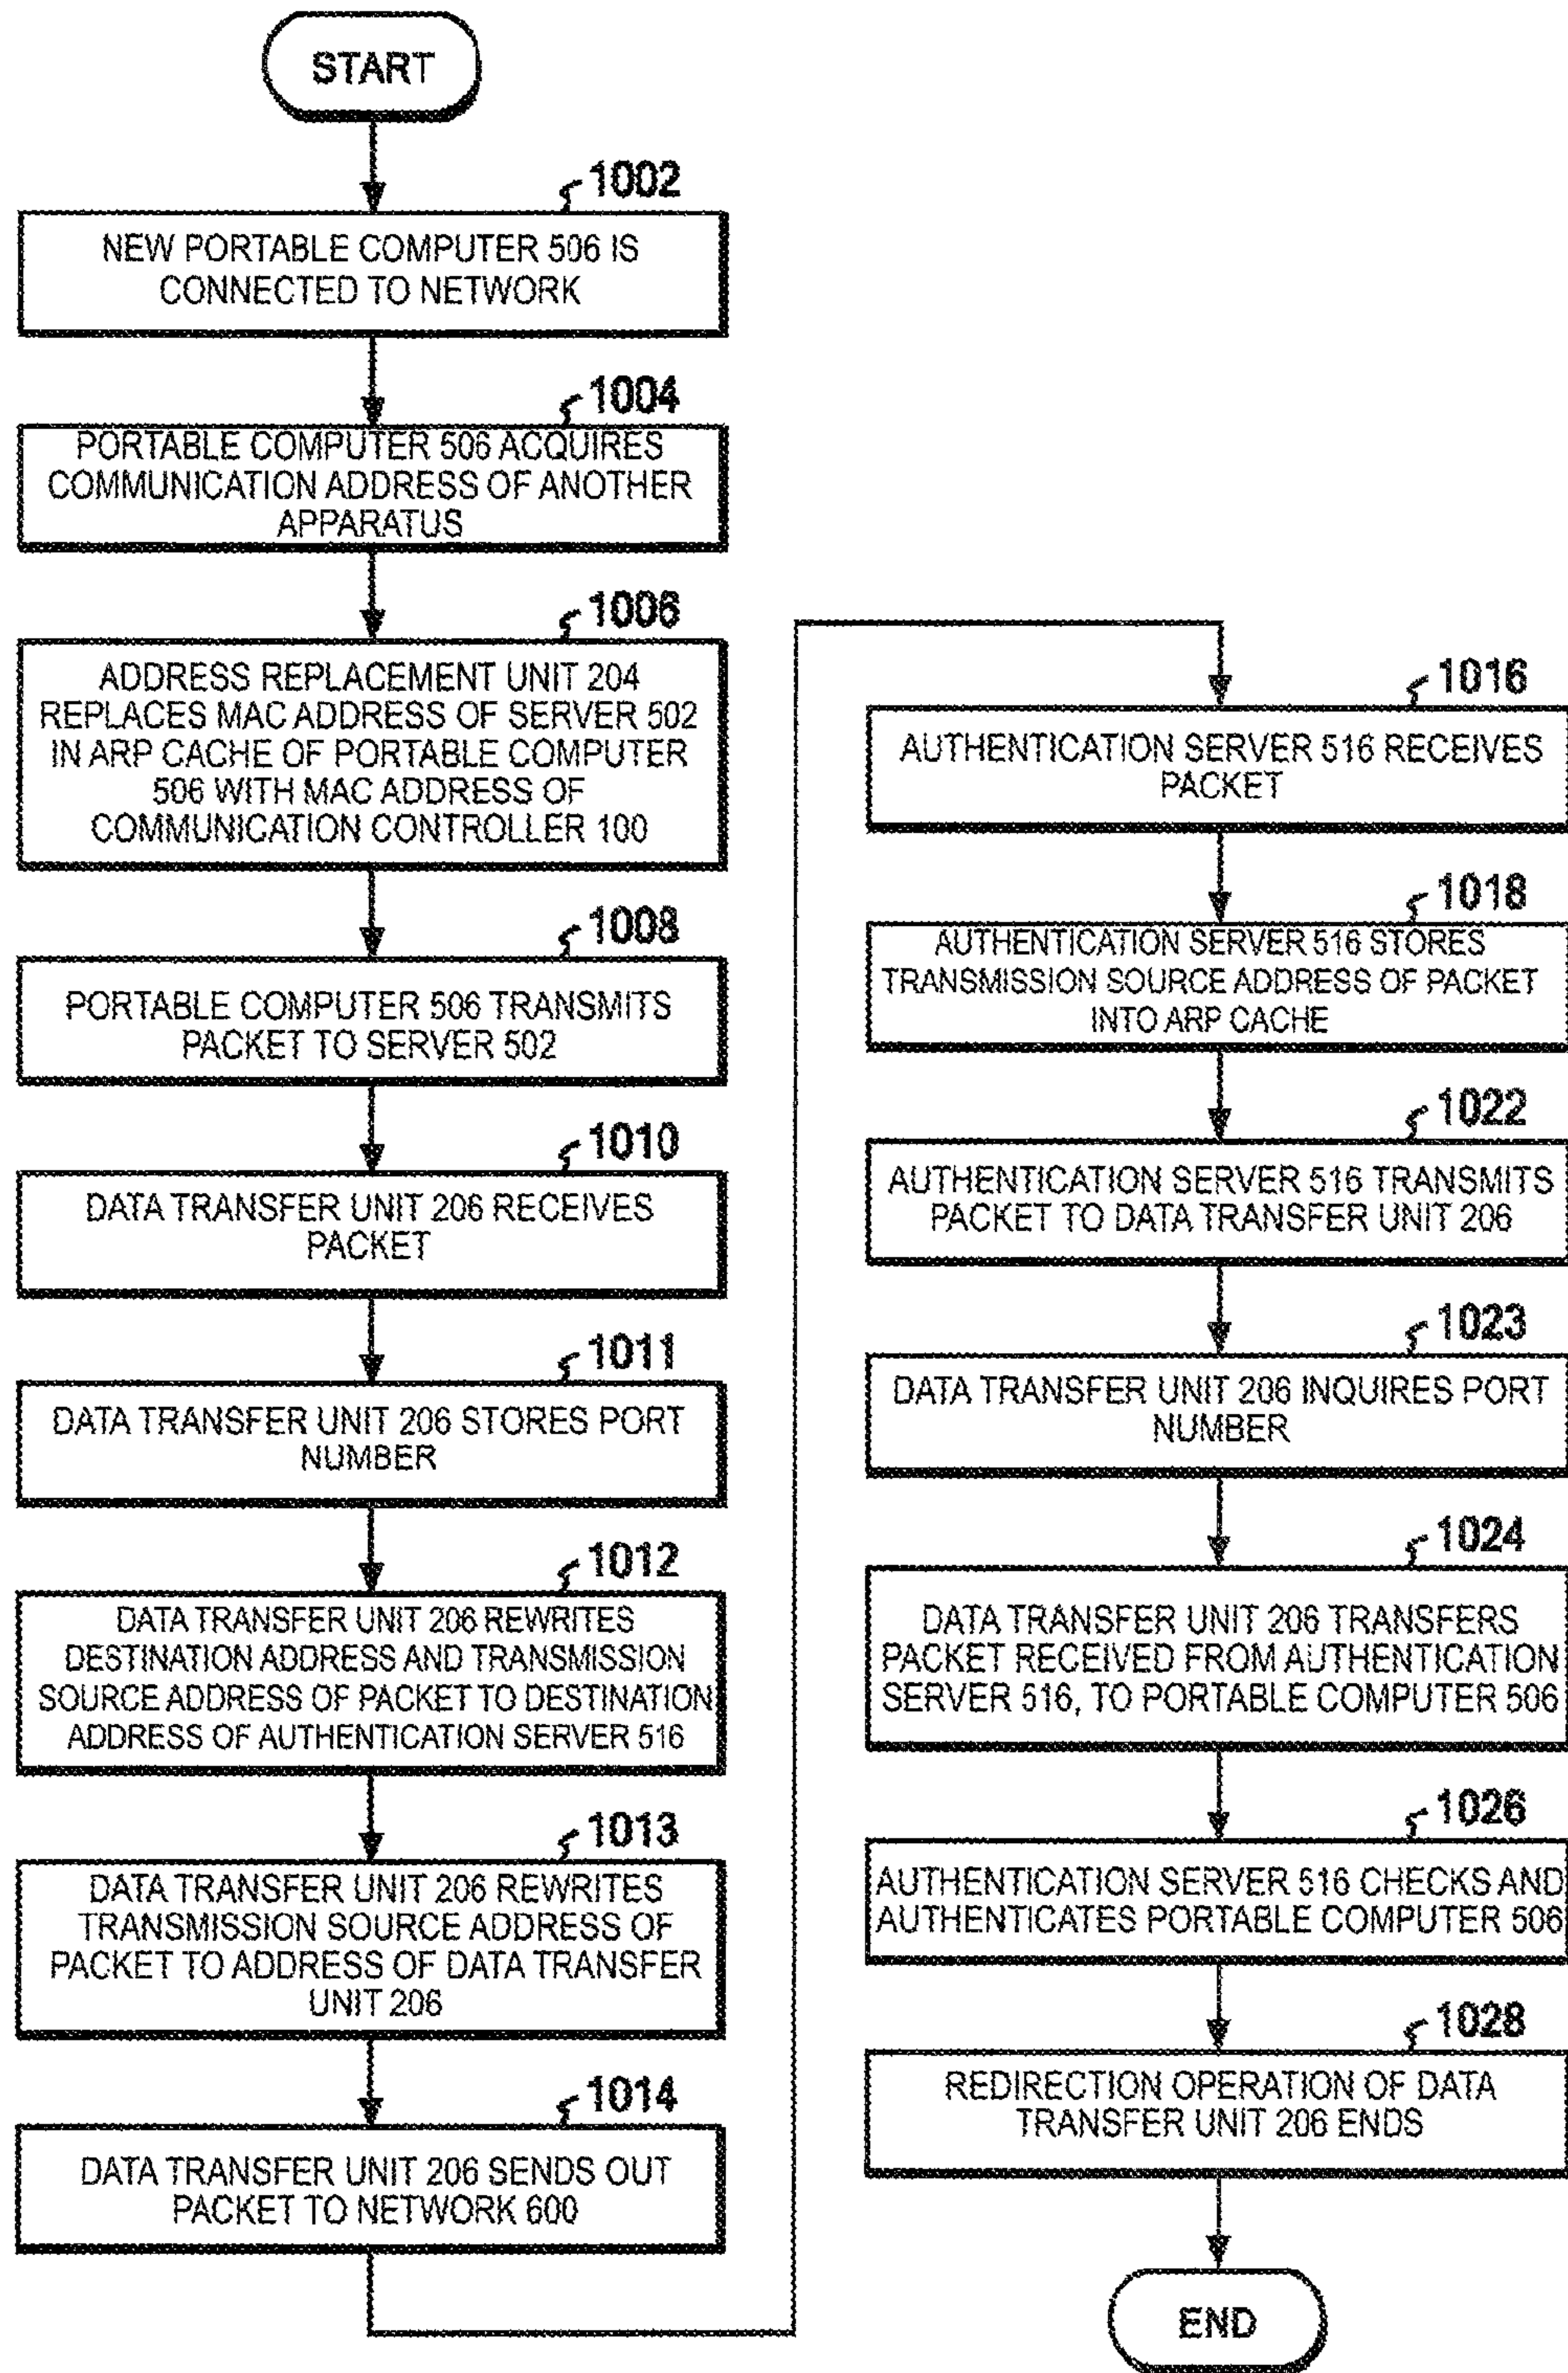 START
1002
NEW PORTABLE COMPUTER 506 IS
CONNECTED TO NETWORK
1004
PORTABLE COMPUTER 506 ACQUIRES
COMMUNICATION ADDRESS OF ANOTHER
APPARATUS
1006
ADDRESS REPLACEMENT UNIT 204
REPLACES MAC ADDRESS OF SERVER 502
IN ARP CACHE OF PORTABLE COMPUTER
506 WITH MAC ADDRESS OF
COMMUNICATION CONTROLLER 100
1008
PORTABLE COMPUTER 506 TRANSMITS
PACKET TO SERVER 502
1010
DATA TRANSFER UNIT 206 RECEIVES
PACKET
1011
DATA TRANSFER UNIT 206 STORES PORT
NUMBER
1012
DATA TRANSFER UNIT 206 REWRITES
DESTINATION ADDRESS AND TRANSMISSION
SOURCE ADDRESS OF PACKET TO DESTINATION
ADDRESS OF AUTHENTICATION SERVER 516
1013
DATA TRANSFER UNIT 206 REWRITES
TRANSMISSION SOURCE ADDRESS OF
PACKET TO ADDRESS OF DATA TRANSFER
UNIT 206
1014
DATA TRANSFER UNIT 206 SENDS OUT
PACKET TO NETWORK 600
1016
AUTHENTICATION SERVER 516 RECEIVES
PACKET
1018
AUTHENTICATION SERVER 516 STORES
TRANSMISSION SOURCE ADDRESS OF PACKET
INTO ARP CACHE
1022
AUTHENTICATION SERVER 516 TRANSMITS
PACKET TO DATA TRANSFER UNIT 206
1023
DATA TRANSFER UNIT 206 INQUIRES PORT
NUMBER
1024
DATA TRANSFER UNIT 206 TRANSFERS
PACKET RECEIVED FROM AUTHENTICATION
SERVER 516, TO PORTABLE COMPUTER 506
1026
AUTHENTICATION SERVER 516 CHECKS AND
AUTHENTICATES PORTABLE COMPUTER 506
1028
REDIRECTION OPERATION OF DATA
TRANSFER UNIT 206 ENDS
END